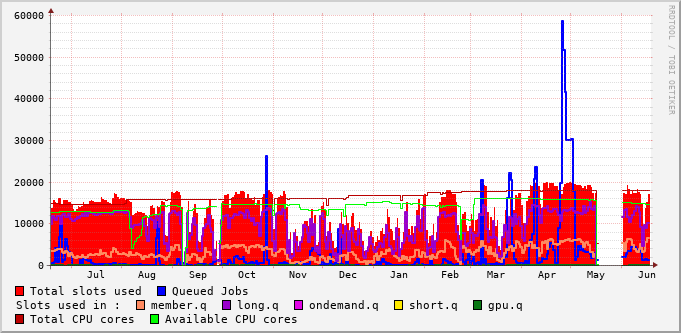 60000
50000
40000
30000
20000
10000
0
Jul Aug Sep Oct Nov Dec Jan Feb Mar Apr May Jun
RRDTOOL / TOBI OETIKER
Total slots used Queued Jobs
Slots used in : member.q long.q ondemand.q short.q gpu.q
Total CPU cores Available CPU cores